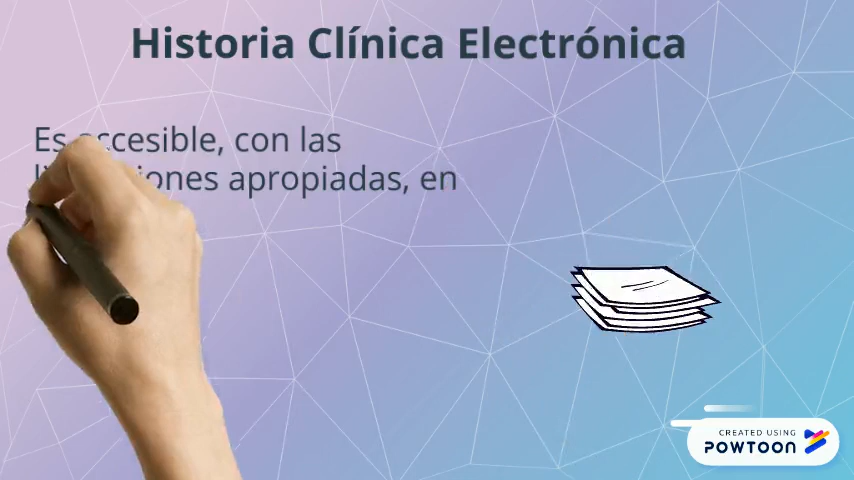 Historia Clínica Electrónica
Es accesible, con las
apropiadas, en
CREATED USING
POWTOON